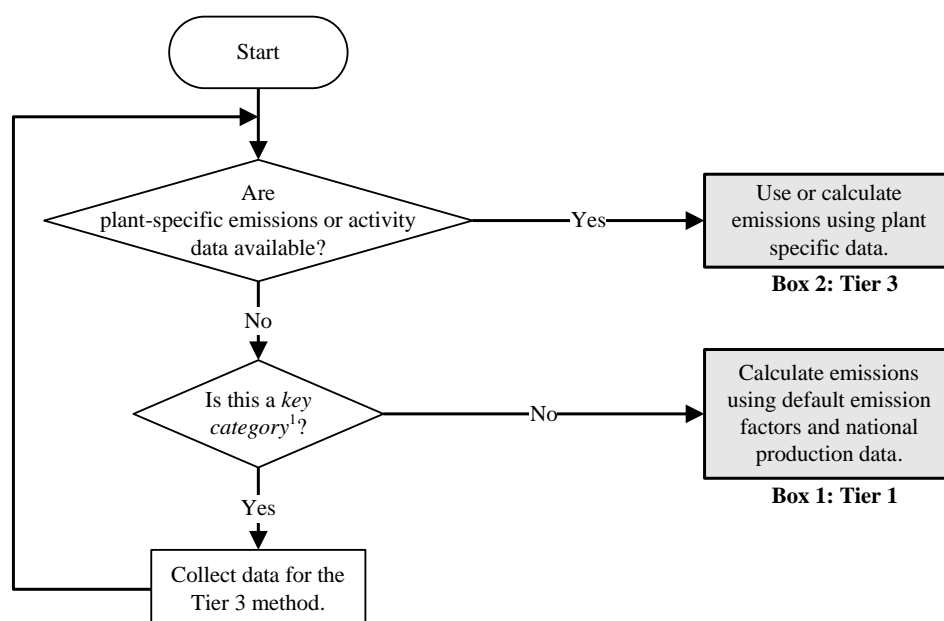 Start
Are
plant-specific emissions or activity
data available?
Yes
Use or calculate
emissions using plant
specific data.
Box 2: Tier 3
No
Is this a key
category¹?
No
Calculate emissions
using default emission
factors and national
production data.
Box 1: Tier 1
Yes
Collect data for the
Tier 3 method.